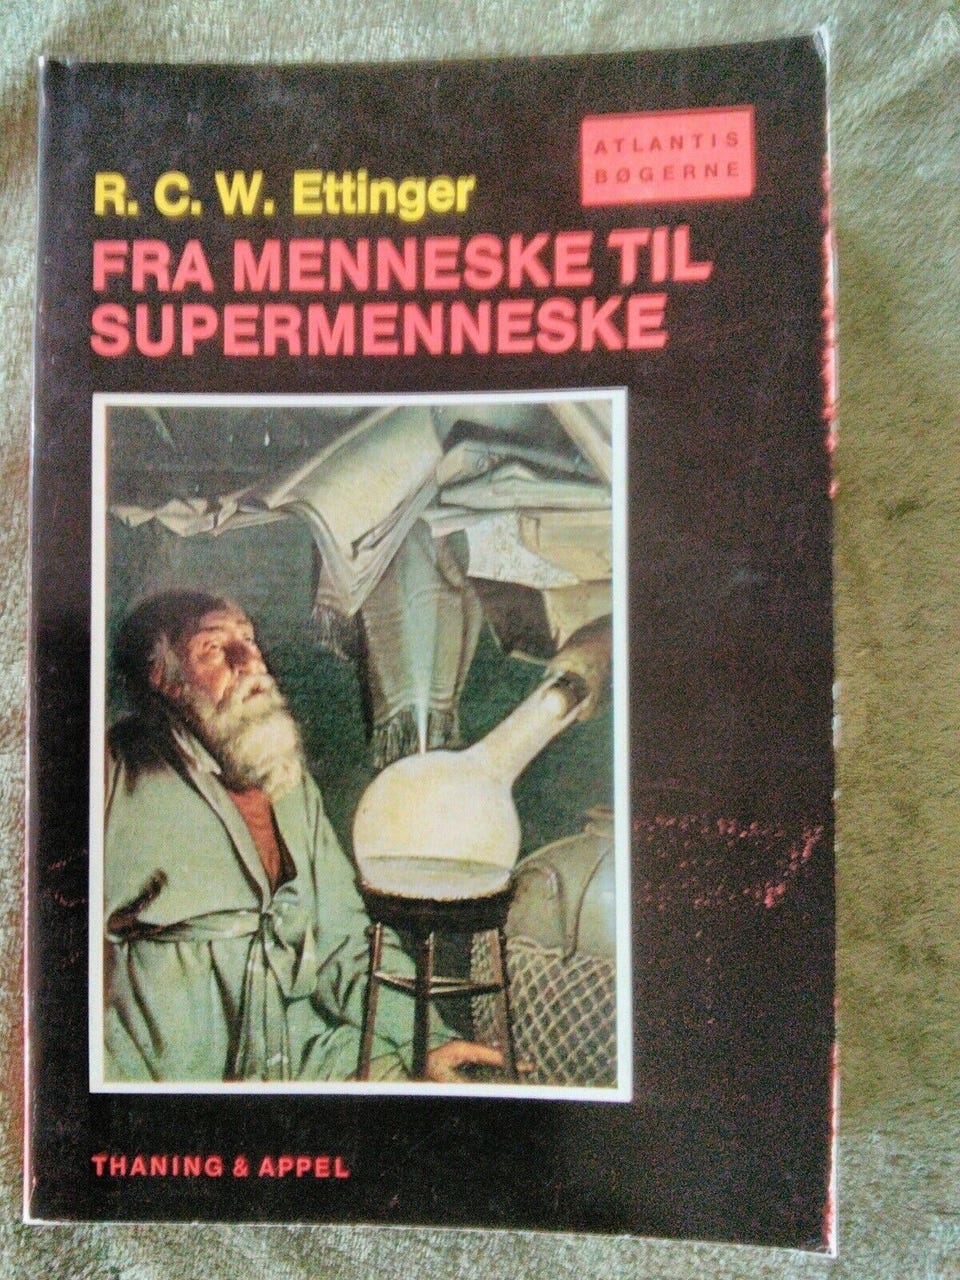 ATLANTIS
BØGERNE
R. C. W. Ettinger
FRA MENNESKE TIL
SUPERMENNESKE
THANING & APPEL